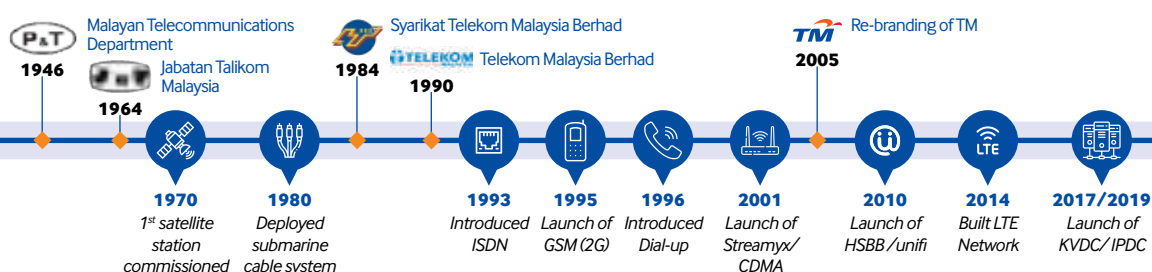 P&T
Malayan Telecommunications
Department
1946
J&T
Jabatan Talikom
Malaysia
1964
Syarikat Telekom Malaysia Berhad
1984
TELEKOM
Telekom Malaysia Berhad
1990
TM
Re-branding of TM
2005
LTE
1970
1st satellite
station
commissioned
1980
Deployed
submarine
cable system
1993
Introduced
ISDN
1995
Launch of
GSM (2G)
1996
Introduced
Dial-up
2001
Launch of
Streamyx/
CDMA
2010
Launch of
HSBB /unifi
2014
Built LTE
Network
2017/2019
Launch of
KVDC/ IPDC